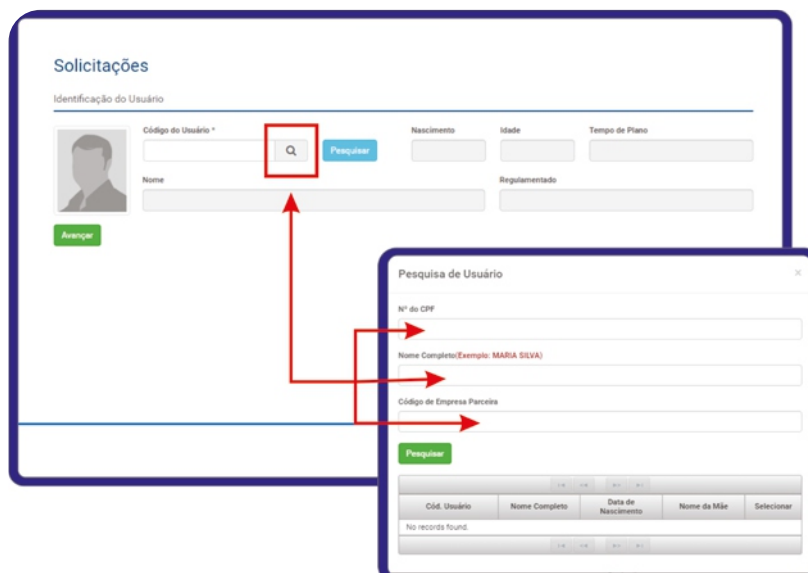 Solicitações
Identificação do Usuário
Código do Usuário *
Nascimento
Idade
Tempo de Plano
Pesquisar
Nome
Regulamentado
Avançar
Pesquisa de Usuário
×
Nº do CPF
Nome Completo(Exemplo: MARIA SILVA)
Código de Empresa Parceira
Pesquisar
Cód. Usuário
Nome Completo
Data de
Nascimento
Nome da Mãe
Selecionar
No records found.